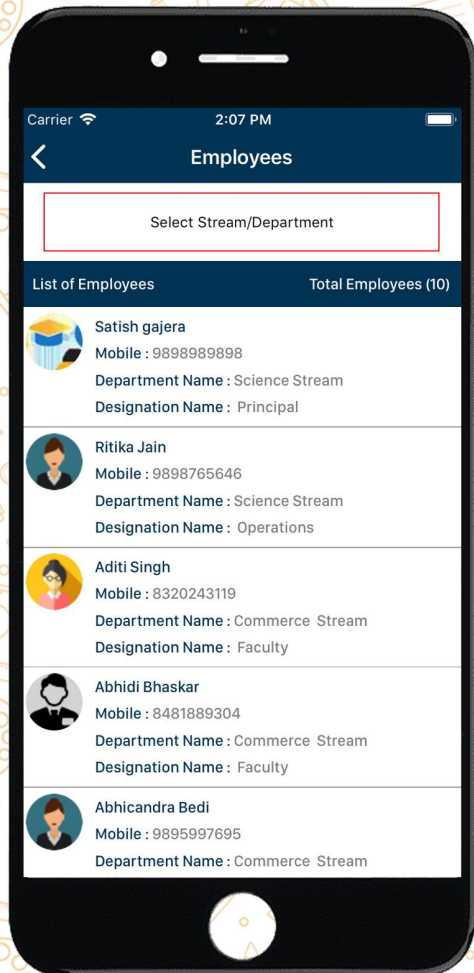 Carrier 2:07 PM
Employees
Select Stream/Department
List of Employees Total Employees (10)
Satish gajera
Mobile : 9898989898
Department Name : Science Stream
Designation Name : Principal
Ritika Jain
Mobile : 9898765646
Department Name : Science Stream
Designation Name : Operations
Aditi Singh
Mobile : 8320243119
Department Name : Commerce Stream
Designation Name : Faculty
Abhidi Bhaskar
Mobile : 8481889304
Department Name : Commerce Stream
Designation Name : Faculty
Abhicandra Bedi
Mobile : 9895997695
Department Name : Commerce Stream